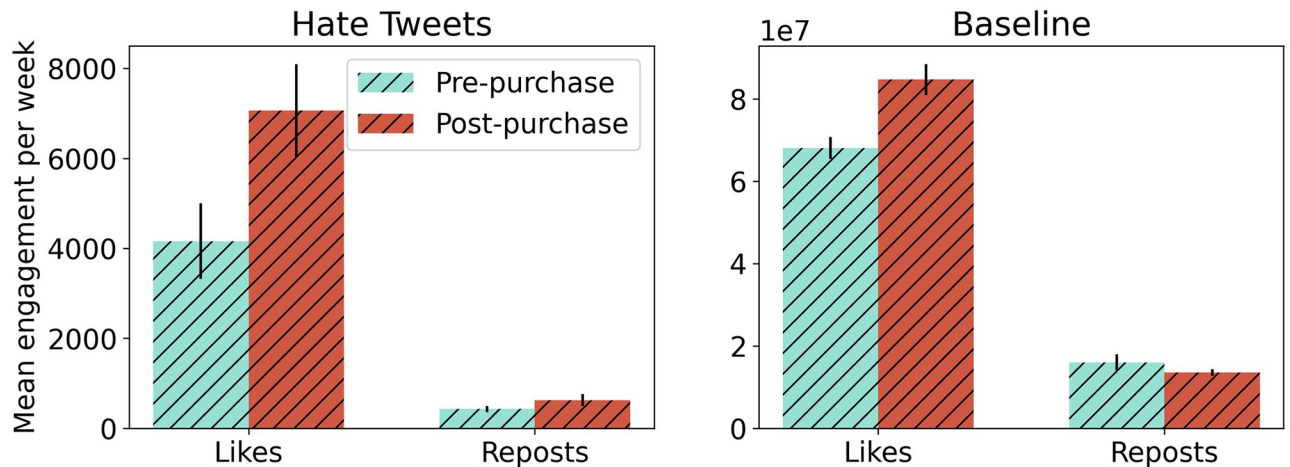 Hate Tweets
Mean engagement per week
8000
6000
4000
2000
0
Pre-purchase
Post-purchase
Likes
Reposts
Baseline
1e7
8
6
4
2
0
Likes
Reposts